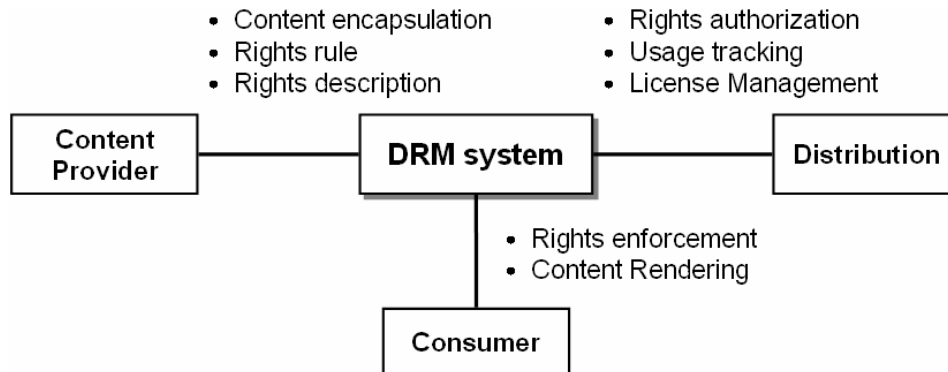 • Content encapsulation
• Rights rule
• Rights description
• Rights authorization
• Usage tracking
• License Management
Content
Provider
DRM system
Distribution
• Rights enforcement
• Content Rendering
Consumer